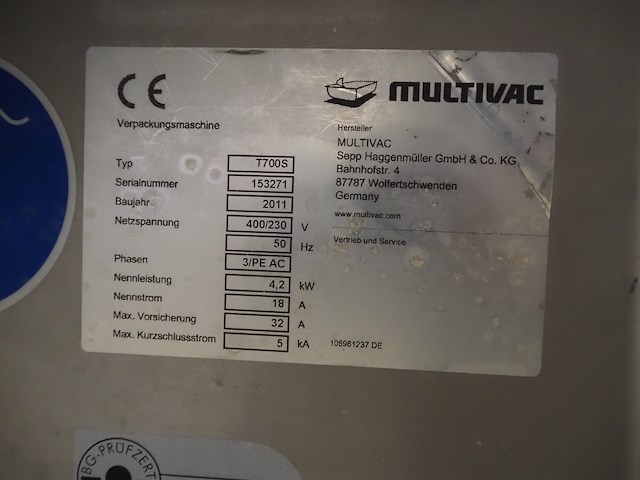 CE
MULTIVAC
Verpackungsmaschine
Typ T700S
Serialnummer 153271
Baujahr 2011
Netzspannung 400/230 V
50 Hz
Phasen 3/PE AC
Nennleistung 4,2 kW
Nennstrom 18 A
Max. Vorsicherung 32 A
Max. Kurzschlussstrom 5 kA
Hersteller
MULTIVAC
Sepp Haggenmüller GmbH & Co. KG
Bahnhofstr. 4
87787 Wolfertschwenden
Germany
www.multivac.com
Vertrieb und Service
105961237 DE
BG-PRÜFZERT